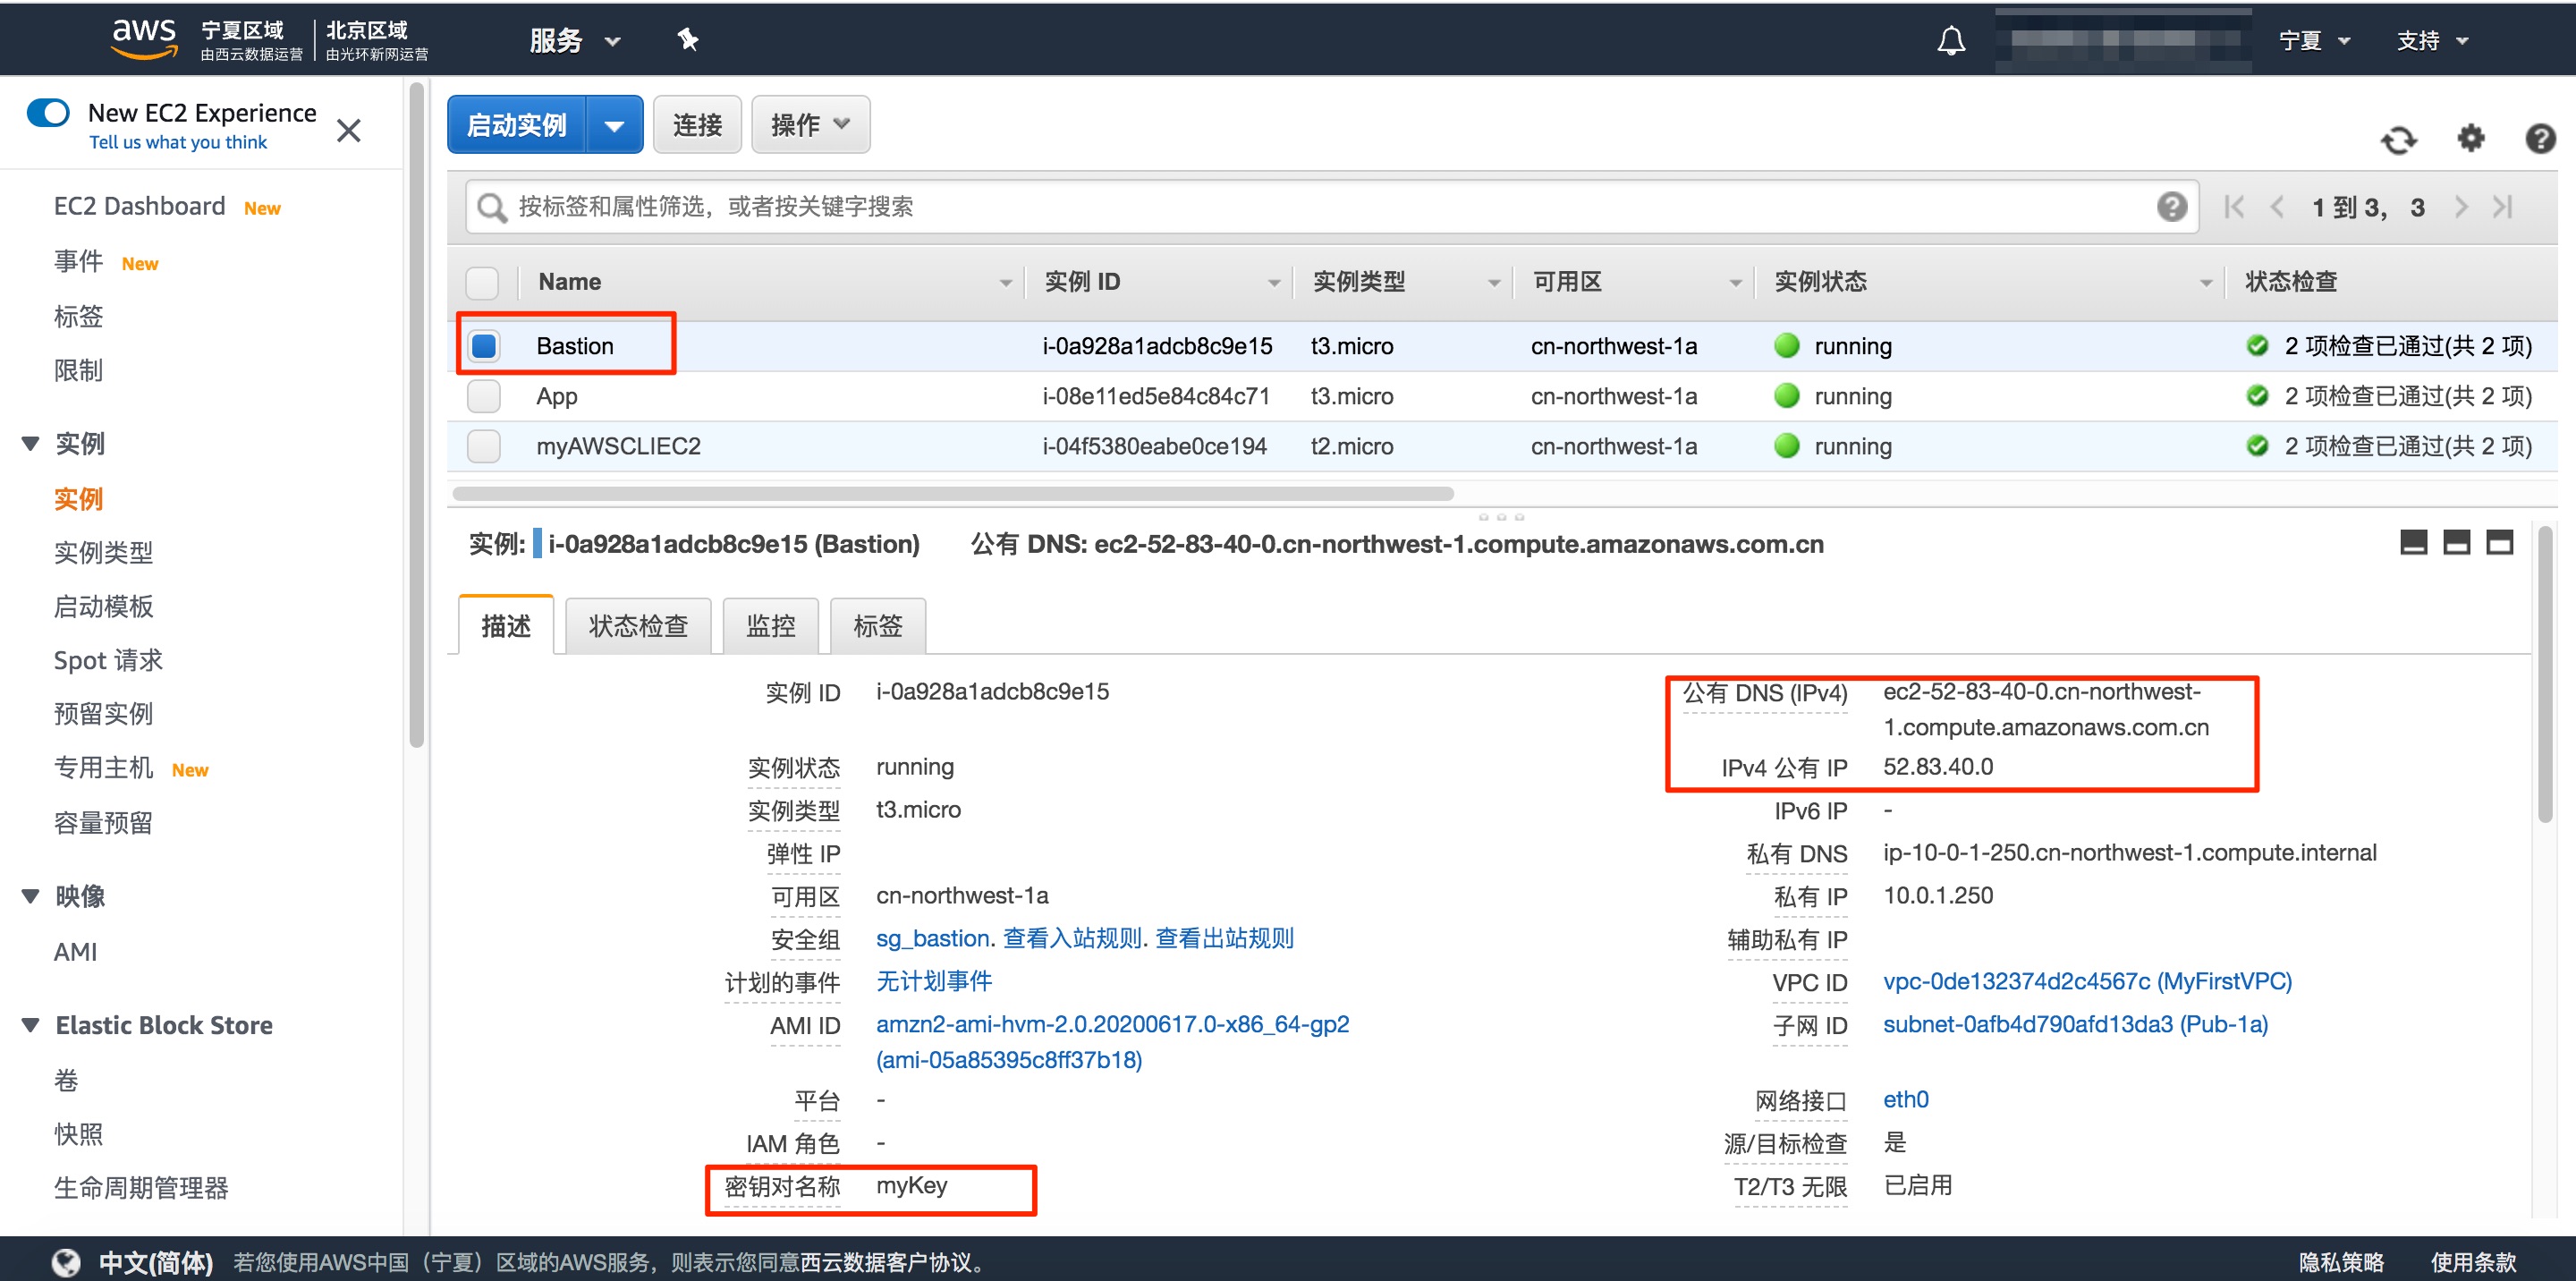 aws 宁夏区域 由西云数据运营 北京区域 由光环新网运营 服务 宁夏 支持
New EC2 Experience
Tell us what you think
EC2 Dashboard New
事件 New
标签
限制
实例
实例
实例类型
启动模板
Spot 请求
预留实例
专用主机 New
容量预留
映像
AMI
Elastic Block Store
卷
快照
生命周期管理器
启动实例 连接 操作
按标签和属性筛选，或者按关键字搜索 1 到 3， 3
Name 实例 ID 实例类型 可用区 实例状态 状态检查
Bastion i-0a928a1adcb8c9e15 t3.micro cn-northwest-1a running 2 项检查已通过(共 2 项)
App i-08e11ed5e84c84c71 t3.micro cn-northwest-1a running 2 项检查已通过(共 2 项)
myAWSCLIEC2 i-04f5380eabe0ce194 t2.micro cn-northwest-1a running 2 项检查已通过(共 2 项)
实例: i-0a928a1adcb8c9e15 (Bastion) 公有 DNS: ec2-52-83-40-0.cn-northwest-1.compute.amazonaws.com.cn
描述 状态检查 监控 标签
实例 ID i-0a928a1adcb8c9e15
实例状态 running
实例类型 t3.micro
弹性 IP
可用区 cn-northwest-1a
安全组 sg_bastion. 查看入站规则. 查看出站规则
计划的事件 无计划事件
AMI ID amzn2-ami-hvm-2.0.20200617.0-x86_64-gp2
(ami-05a85395c8ff37b18)
平台 -
IAM 角色 -
密钥对名称 myKey
公有 DNS (IPv4) ec2-52-83-40-0.cn-northwest-
1.compute.amazonaws.com.cn
IPv4 公有 IP 52.83.40.0
IPv6 IP -
私有 DNS ip-10-0-1-250.cn-northwest-1.compute.internal
私有 IP 10.0.1.250
辅助私有 IP
VPC ID vpc-0de132374d2c4567c (MyFirstVPC)
子网 ID subnet-0afb4d790afd13da3 (Pub-1a)
网络接口 eth0
源/目标检查 是
T2/T3 无限 已启用
中文(简体) 若您使用AWS中国（宁夏）区域的AWS服务，则表示您同意西云数据客户协议。 隐私策略 使用条款